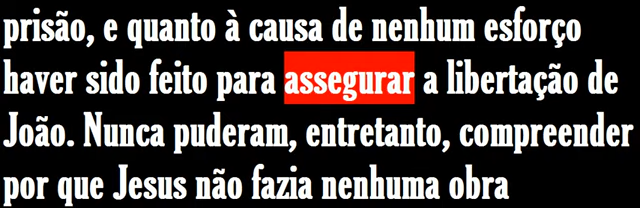 prisão, e quanto à causa de nenhum esforço
haver sido feito para assegurar a libertação de
João. Nunca puderam, entretanto, compreender
por que Jesus não fazia nenhuma obra